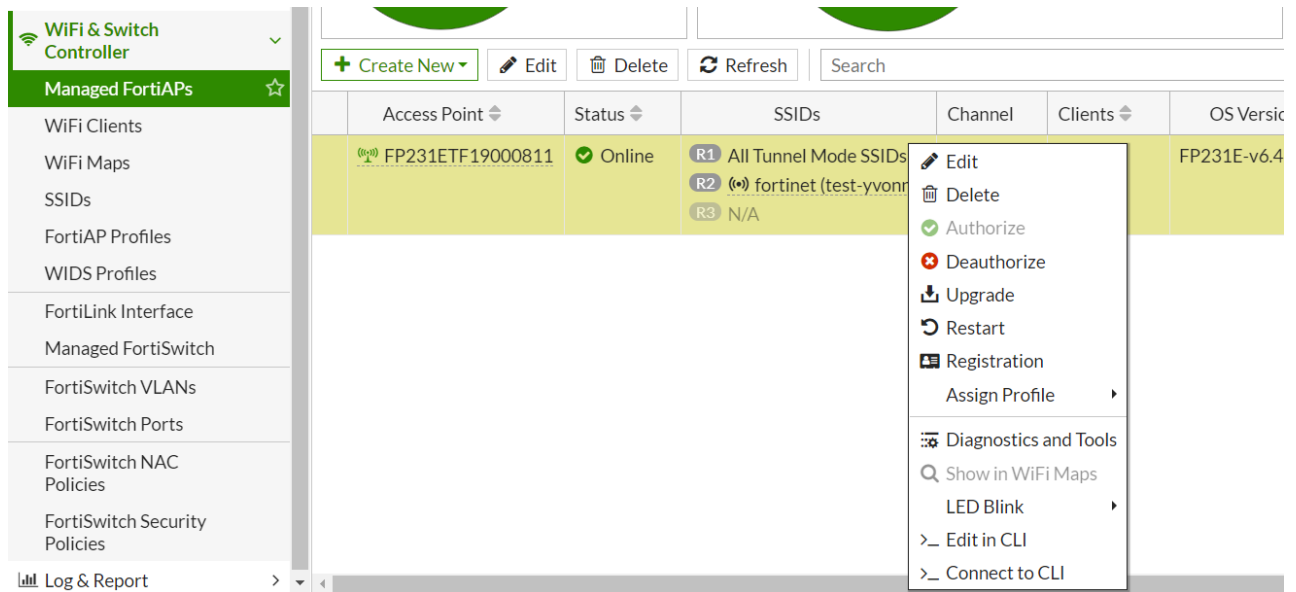 WiFi & Switch
Controller
Managed FortiAPs
WiFi Clients
WiFi Maps
SSIDs
FortiAP Profiles
WIDS Profiles
FortiLink Interface
Managed FortiSwitch
FortiSwitch VLANs
FortiSwitch Ports
FortiSwitch NAC
Policies
FortiSwitch Security
Policies
Log & Report
Create New
Edit
Delete
Refresh
Search
Access Point
Status
SSIDs
Channel
Clients
OS Versio
FP231ETF19000811
Online
R1 All Tunnel Mode SSIDs
R2 fortinet (test-yvonn
R3 N/A
FP231E-v6.4
Edit
Delete
Authorize
Deauthorize
Upgrade
Restart
Registration
Assign Profile
Diagnostics and Tools
Show in WiFi Maps
LED Blink
>_ Edit in CLI
>_ Connect to CLI